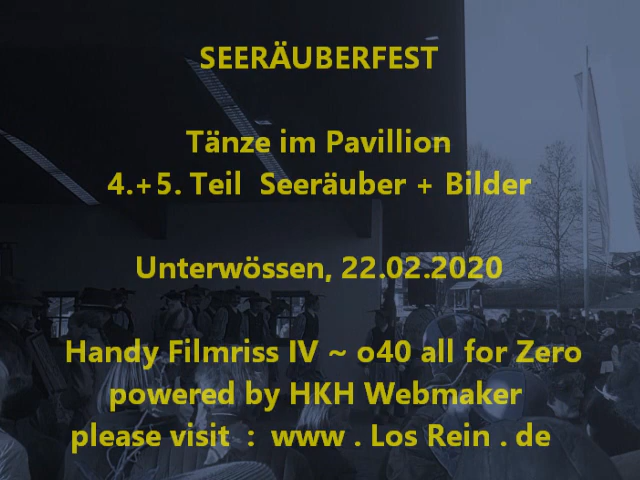 SEERÄUBERFEST
Tänze im Pavillion
4.+5. Teil  Seeräuber + Bilder
Unterwössen, 22.02.2020
Handy Filmriss IV ~ o40 all for Zero
powered by HKH Webmaker
please visit  :  www . Los Rein . de